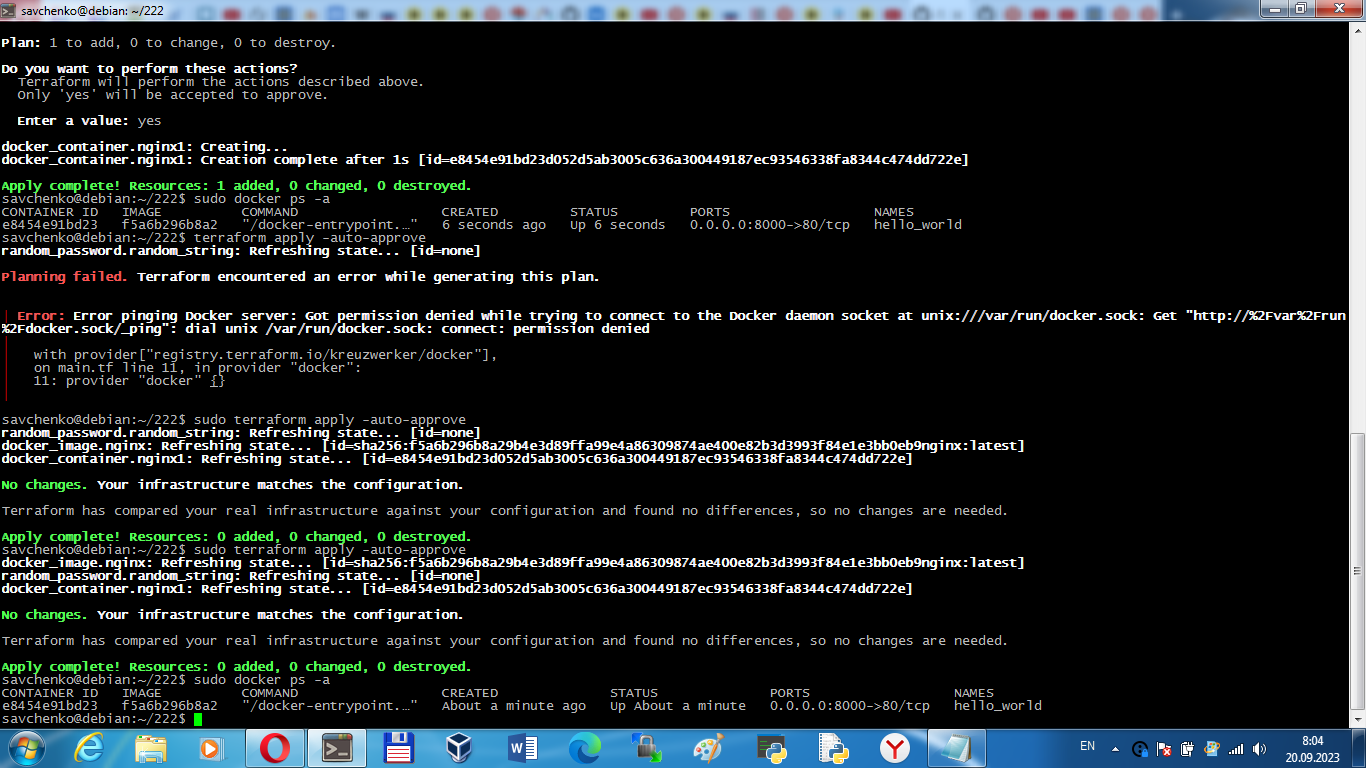 savchenko@debian: ~/222
Plan: 1 to add, 0 to change, 0 to destroy.
Do you want to perform these actions?
Terraform will perform the actions described above.
Only 'yes' will be accepted to approve.
Enter a value: yes
docker_container.nginx1: Creating...
docker_container.nginx1: Creation complete after 1s [id=e8454e91bd23d052d5ab3005c636a300449187ec93546338fa8344c474dd722e]
Apply complete! Resources: 1 added, 0 changed, 0 destroyed.
savchenko@debian:~/222$ sudo docker ps -a
CONTAINER ID   IMAGE          COMMAND                  CREATED         STATUS         PORTS                  NAMES
e8454e91bd23   f5a6b296b8a2   "/docker-entrypoint.…"   6 seconds ago   Up 6 seconds   0.0.0.0:8000->80/tcp   hello_world
savchenko@debian:~/222$ terraform apply -auto-approve
random_password.random_string: Refreshing state... [id=none]
Planning failed. Terraform encountered an error while generating this plan.
Error: Error pinging Docker server: Got permission denied while trying to connect to the Docker daemon socket at unix:///var/run/docker.sock: Get "http://%2Fvar%2Frun
%2Fdocker.sock/_ping": dial unix /var/run/docker.sock: connect: permission denied
with provider["registry.terraform.io/kreuzwerker/docker"],
on main.tf line 11, in provider "docker":
11: provider "docker" {}
savchenko@debian:~/222$ sudo terraform apply -auto-approve
random_password.random_string: Refreshing state... [id=none]
docker_image.nginx: Refreshing state... [id=sha256:f5a6b296b8a29b4e3d89ffa99e4a86309874ae400e82b3d3993f84e1e3bb0eb9nginx:latest]
docker_container.nginx1: Refreshing state... [id=e8454e91bd23d052d5ab3005c636a300449187ec93546338fa8344c474dd722e]
No changes. Your infrastructure matches the configuration.
Terraform has compared your real infrastructure against your configuration and found no differences, so no changes are needed.
Apply complete! Resources: 0 added, 0 changed, 0 destroyed.
savchenko@debian:~/222$ sudo terraform apply -auto-approve
docker_image.nginx: Refreshing state... [id=sha256:f5a6b296b8a29b4e3d89ffa99e4a86309874ae400e82b3d3993f84e1e3bb0eb9nginx:latest]
random_password.random_string: Refreshing state... [id=none]
docker_container.nginx1: Refreshing state... [id=e8454e91bd23d052d5ab3005c636a300449187ec93546338fa8344c474dd722e]
No changes. Your infrastructure matches the configuration.
Terraform has compared your real infrastructure against your configuration and found no differences, so no changes are needed.
Apply complete! Resources: 0 added, 0 changed, 0 destroyed.
savchenko@debian:~/222$ sudo docker ps -a
CONTAINER ID   IMAGE          COMMAND                  CREATED              STATUS              PORTS                  NAMES
e8454e91bd23   f5a6b296b8a2   "/docker-entrypoint.…"   About a minute ago   Up About a minute   0.0.0.0:8000->80/tcp   hello_world
savchenko@debian:~/222$
EN
8:04
20.09.2023